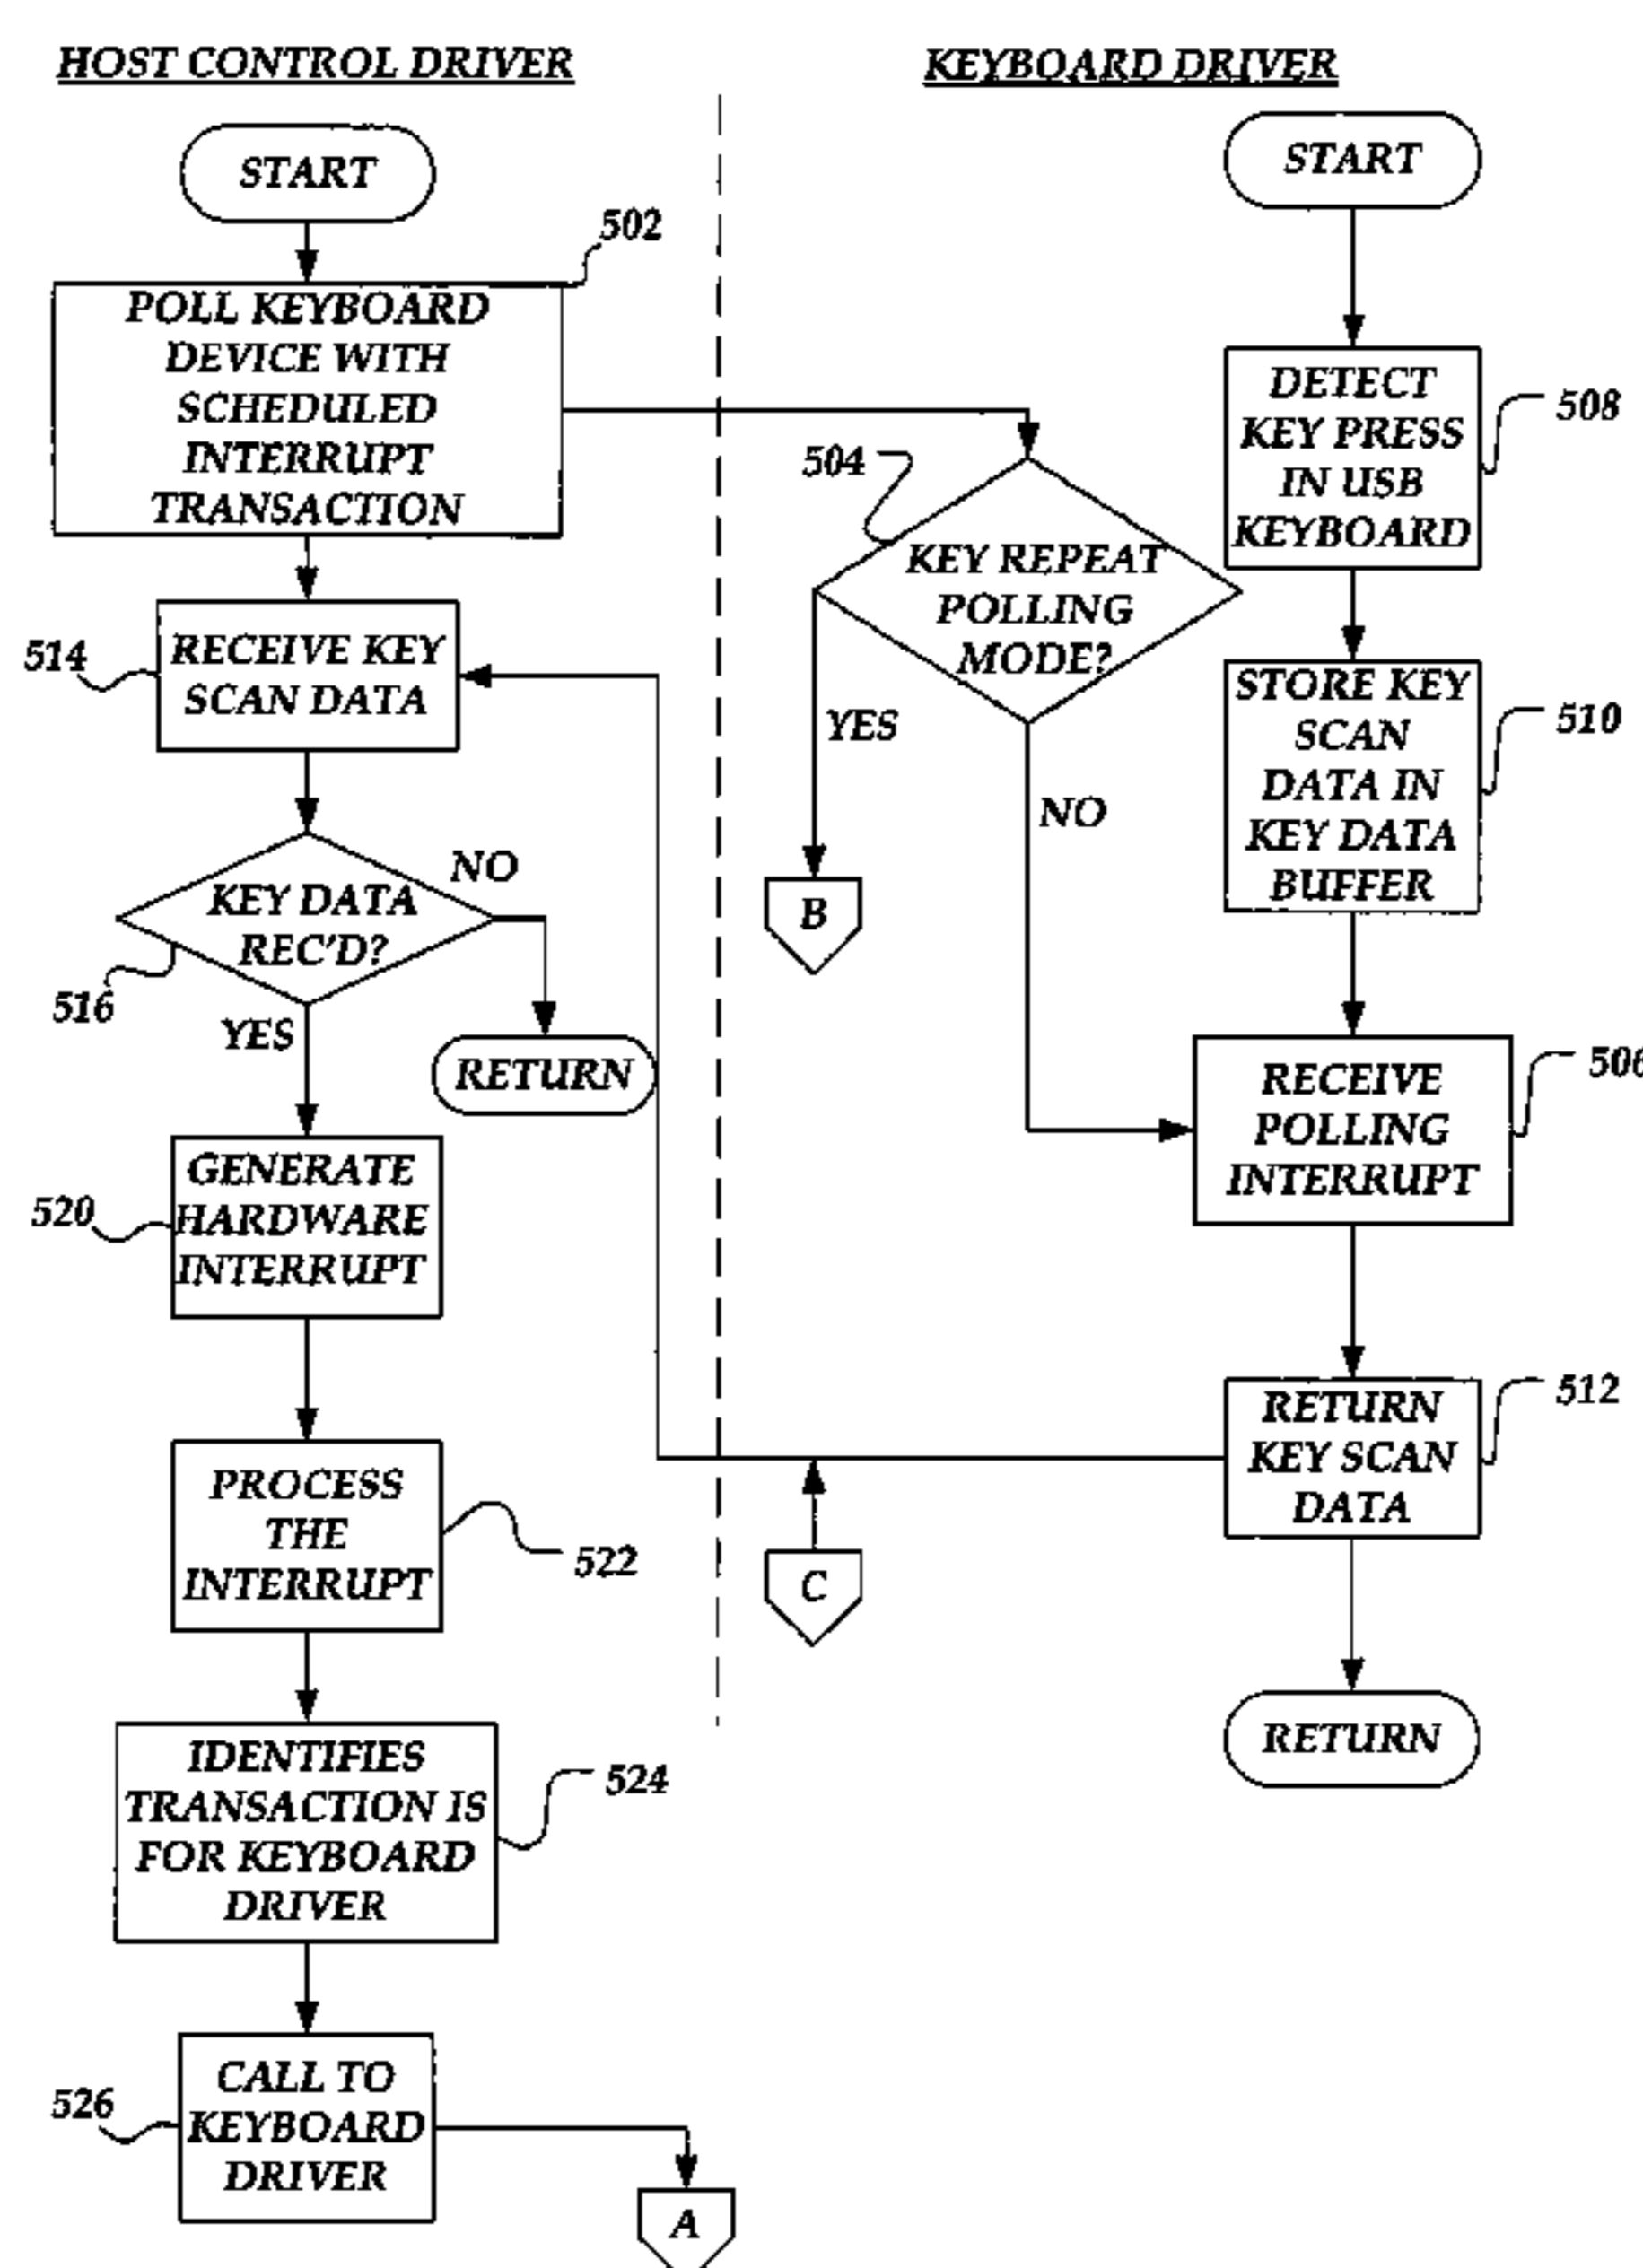 HOST CONTROL DRIVER
START
502
POLL KEYBOARD
DEVICE WITH
SCHEDULED
INTERRUPT
TRANSACTION
514
RECEIVE KEY
SCAN DATA
KEY DATA
REC'D?
NO
516
YES
RETURN
GENERATE
HARDWARE
INTERRUPT
520
PROCESS
THE
INTERRUPT
522
IDENTIFIES
TRANSACTION IS
FOR KEYBOARD
DRIVER
524
CALL TO
KEYBOARD
DRIVER
526
A
KEYBOARD DRIVER
START
DETECT
KEY PRESS
IN USB
KEYBOARD
508
504
KEY REPEAT
POLLING
MODE?
YES
NO
B
STORE KEY
SCAN
DATA IN
KEY DATA
BUFFER
510
RECEIVE
POLLING
INTERRUPT
506
RETURN
KEY SCAN
DATA
512
C
RETURN